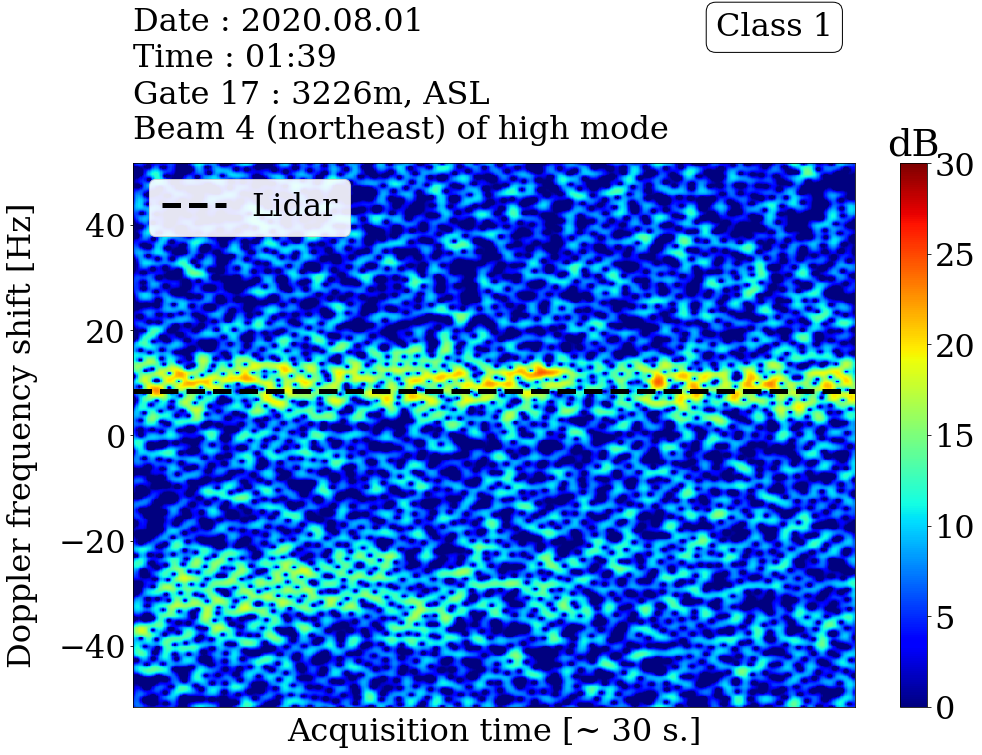 Date : 2020.08.01
Time : 01:39
Gate 17 : 3226m, ASL
Beam 4 (northeast) of high mode
Class 1
dB
Lidar
Doppler frequency shift [Hz]
40
20
0
−20
−40
Acquisition time [~ 30 s.]
30
25
20
15
10
5
0